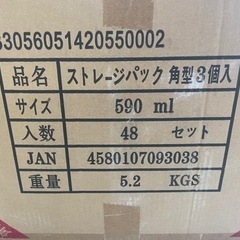 63056051420550002
品名 ストレージパック 角型3個入
サイズ 590 ml
入数 48 セット
JAN 4580107093038
重量 5.2 KGS